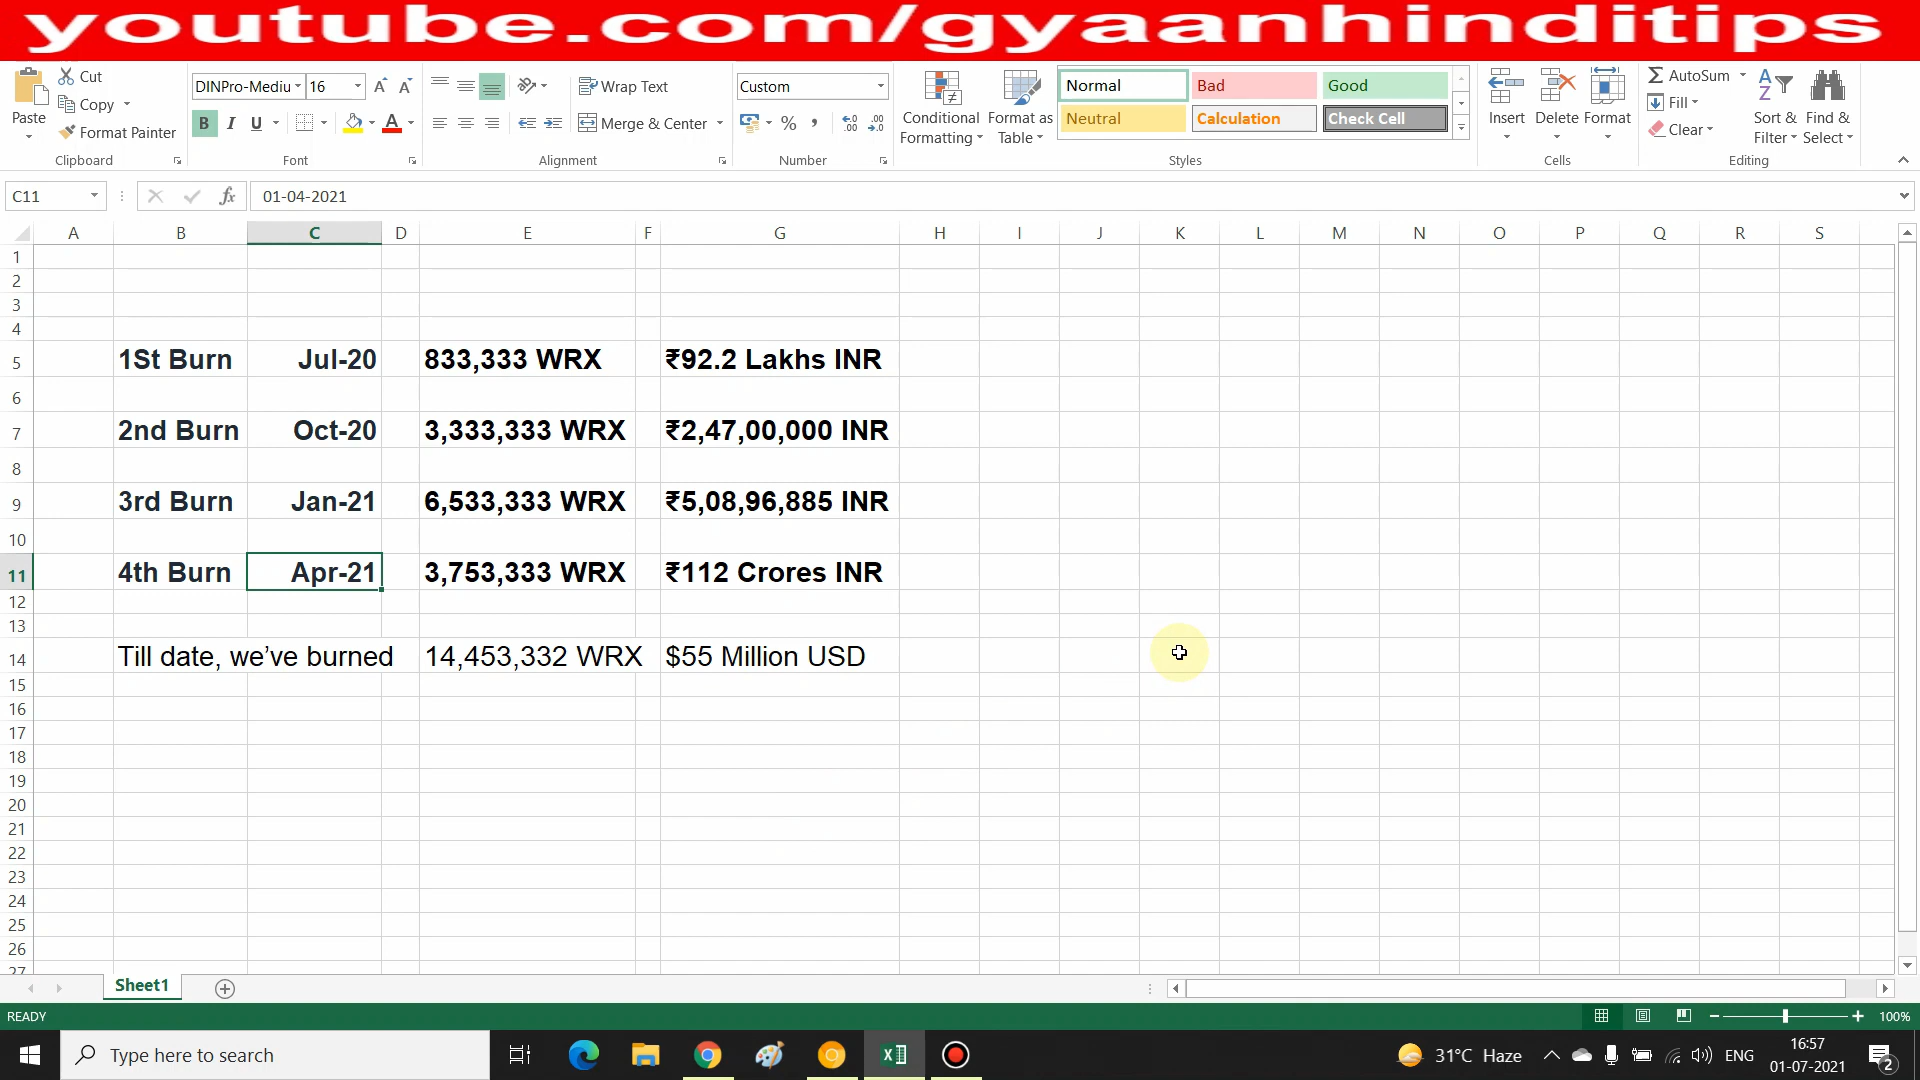 youtube.com/gyaanhinditips
Paste
Cut
Copy
Format Painter
Clipboard
DINPro-Mediu 16
B I U
Font
Wrap Text
Merge & Center
Alignment
Custom
% ,
Number
Conditional Formatting
Format as Table
Normal Bad Good
Neutral Calculation Check Cell
Styles
Insert Delete Format
Cells
AutoSum
Fill
Clear
Sort & Filter
Find & Select
Editing
C11 fx 01-04-2021
A B C D E F G H I J K L M N O P Q R S
1
2
3
4
5 1St Burn Jul-20 833,333 WRX ₹92.2 Lakhs INR
6
7 2nd Burn Oct-20 3,333,333 WRX ₹2,47,00,000 INR
8
9 3rd Burn Jan-21 6,533,333 WRX ₹5,08,96,885 INR
10
11 4th Burn Apr-21 3,753,333 WRX ₹112 Crores INR
12
13
14 Till date, we’ve burned 14,453,332 WRX $55 Million USD
15
16
17
18
19
20
21
22
23
24
25
26
27
Sheet1
READY 100%
Type here to search 31°C Haze ENG 16:57
01-07-2021 2